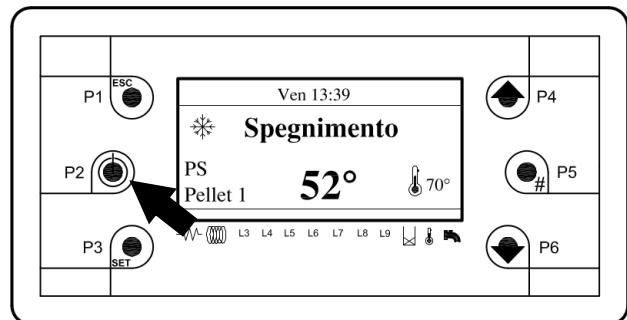 ESC
P1
P2
P3
SET
Ven 13:39
Spegnimento
PS
Pellet 1
52°
70°
L3 L4 L5 L6 L7 L8 L9
P4
P5
#
P6